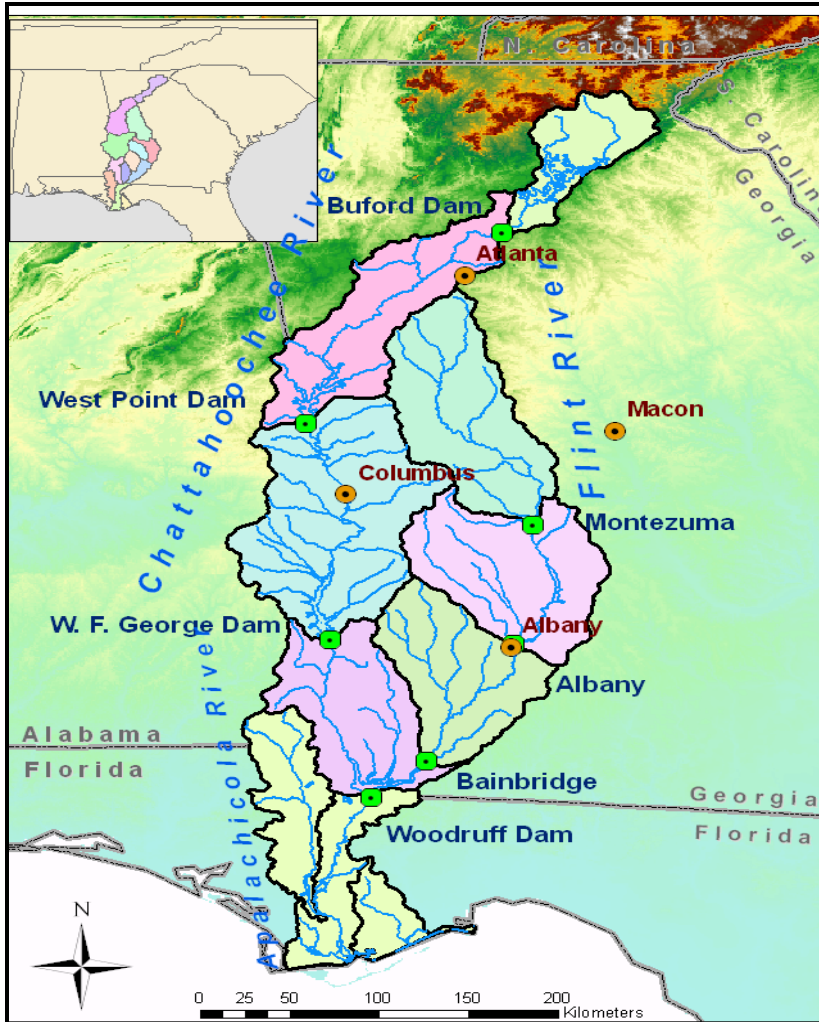 N. Carolina
S. Carolina
Georgia
Buford Dam
Atlanta
Chattahoochee River
Flint River
West Point Dam
Macon
Columbus
Montezuma
W. F. George Dam
Albany
Albany
Apalachicola River
Alabama
Florida
Bainbridge
Georgia
Florida
Woodruff Dam
N
0 25 50 100 150 200
Kilometers